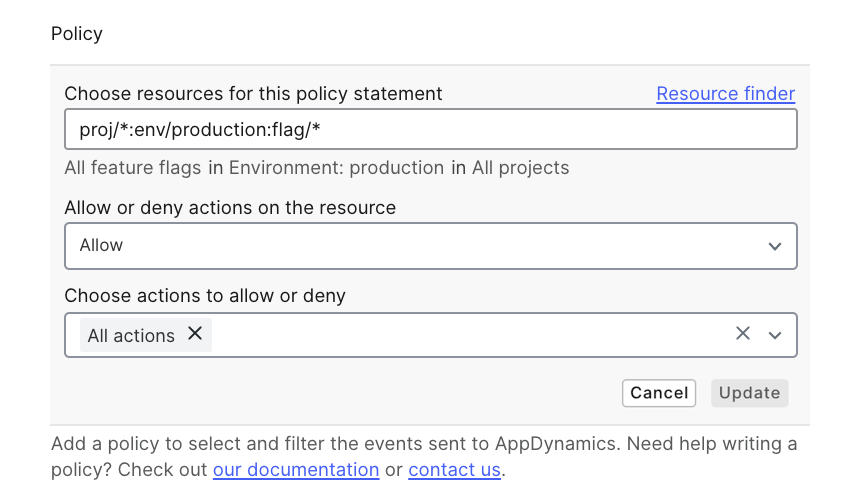 Policy
Choose resources for this policy statement
Resource finder
proj/*:env/production:flag/*
All feature flags in Environment: production in All projects
Allow or deny actions on the resource
Allow
Choose actions to allow or deny
All actions
Cancel
Update
Add a policy to select and filter the events sent to AppDynamics. Need help writing a
policy? Check out our documentation or contact us.